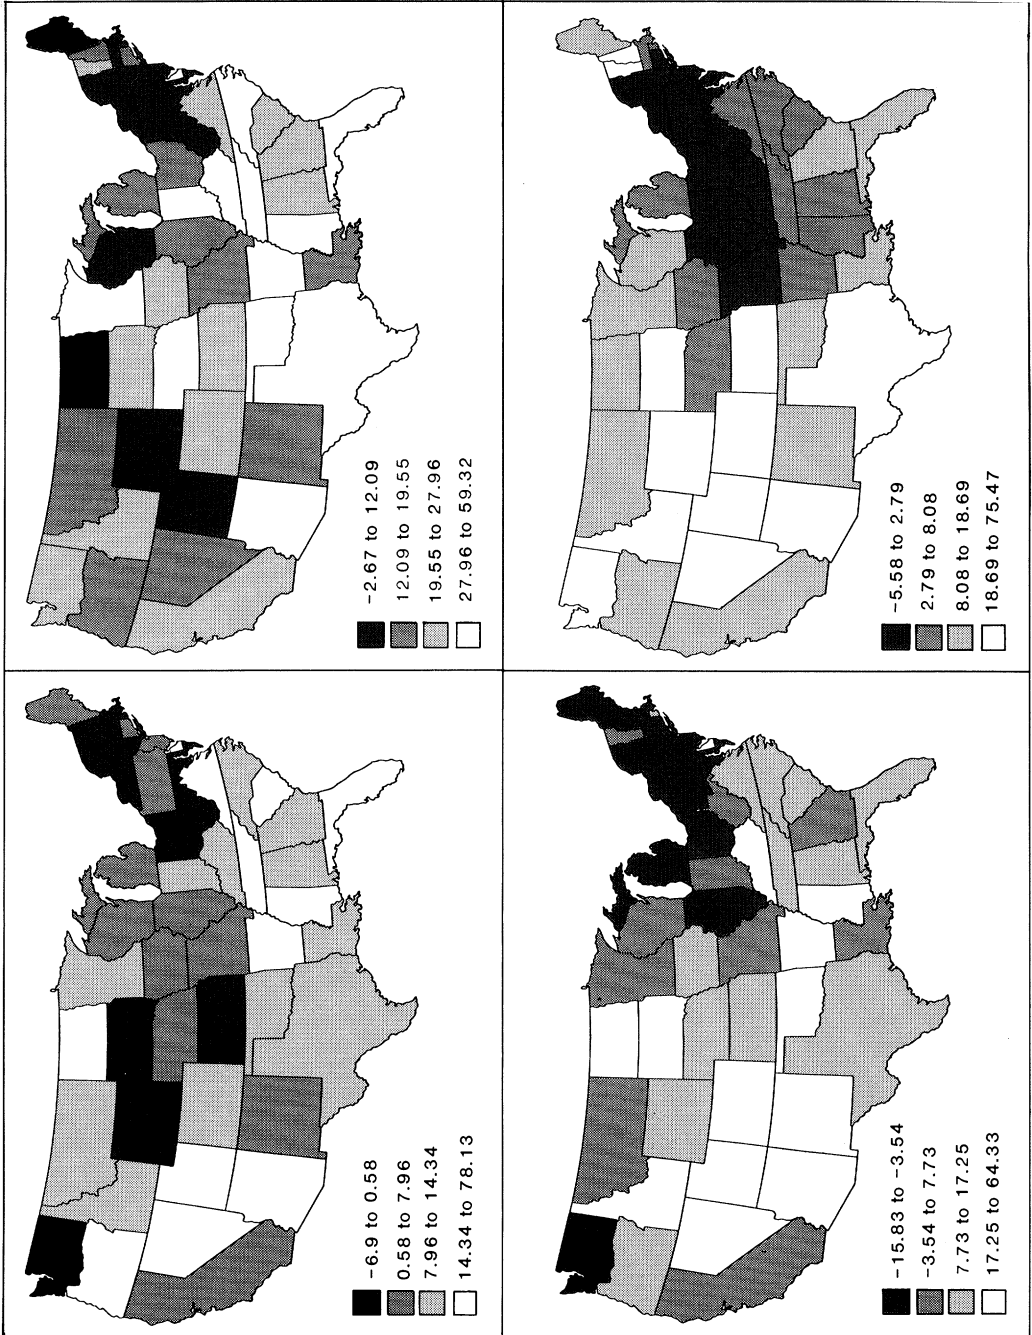 -2.67 to 12.09
12.09 to 19.55
19.55 to 27.96
27.96 to 59.32
-5.58 to 2.79
2.79 to 8.08
8.08 to 18.69
18.69 to 75.47
-6.9 to 0.58
0.58 to 7.96
7.96 to 14.34
14.34 to 78.13
-15.83 to -3.54
-3.54 to 7.73
7.73 to 17.25
17.25 to 64.33